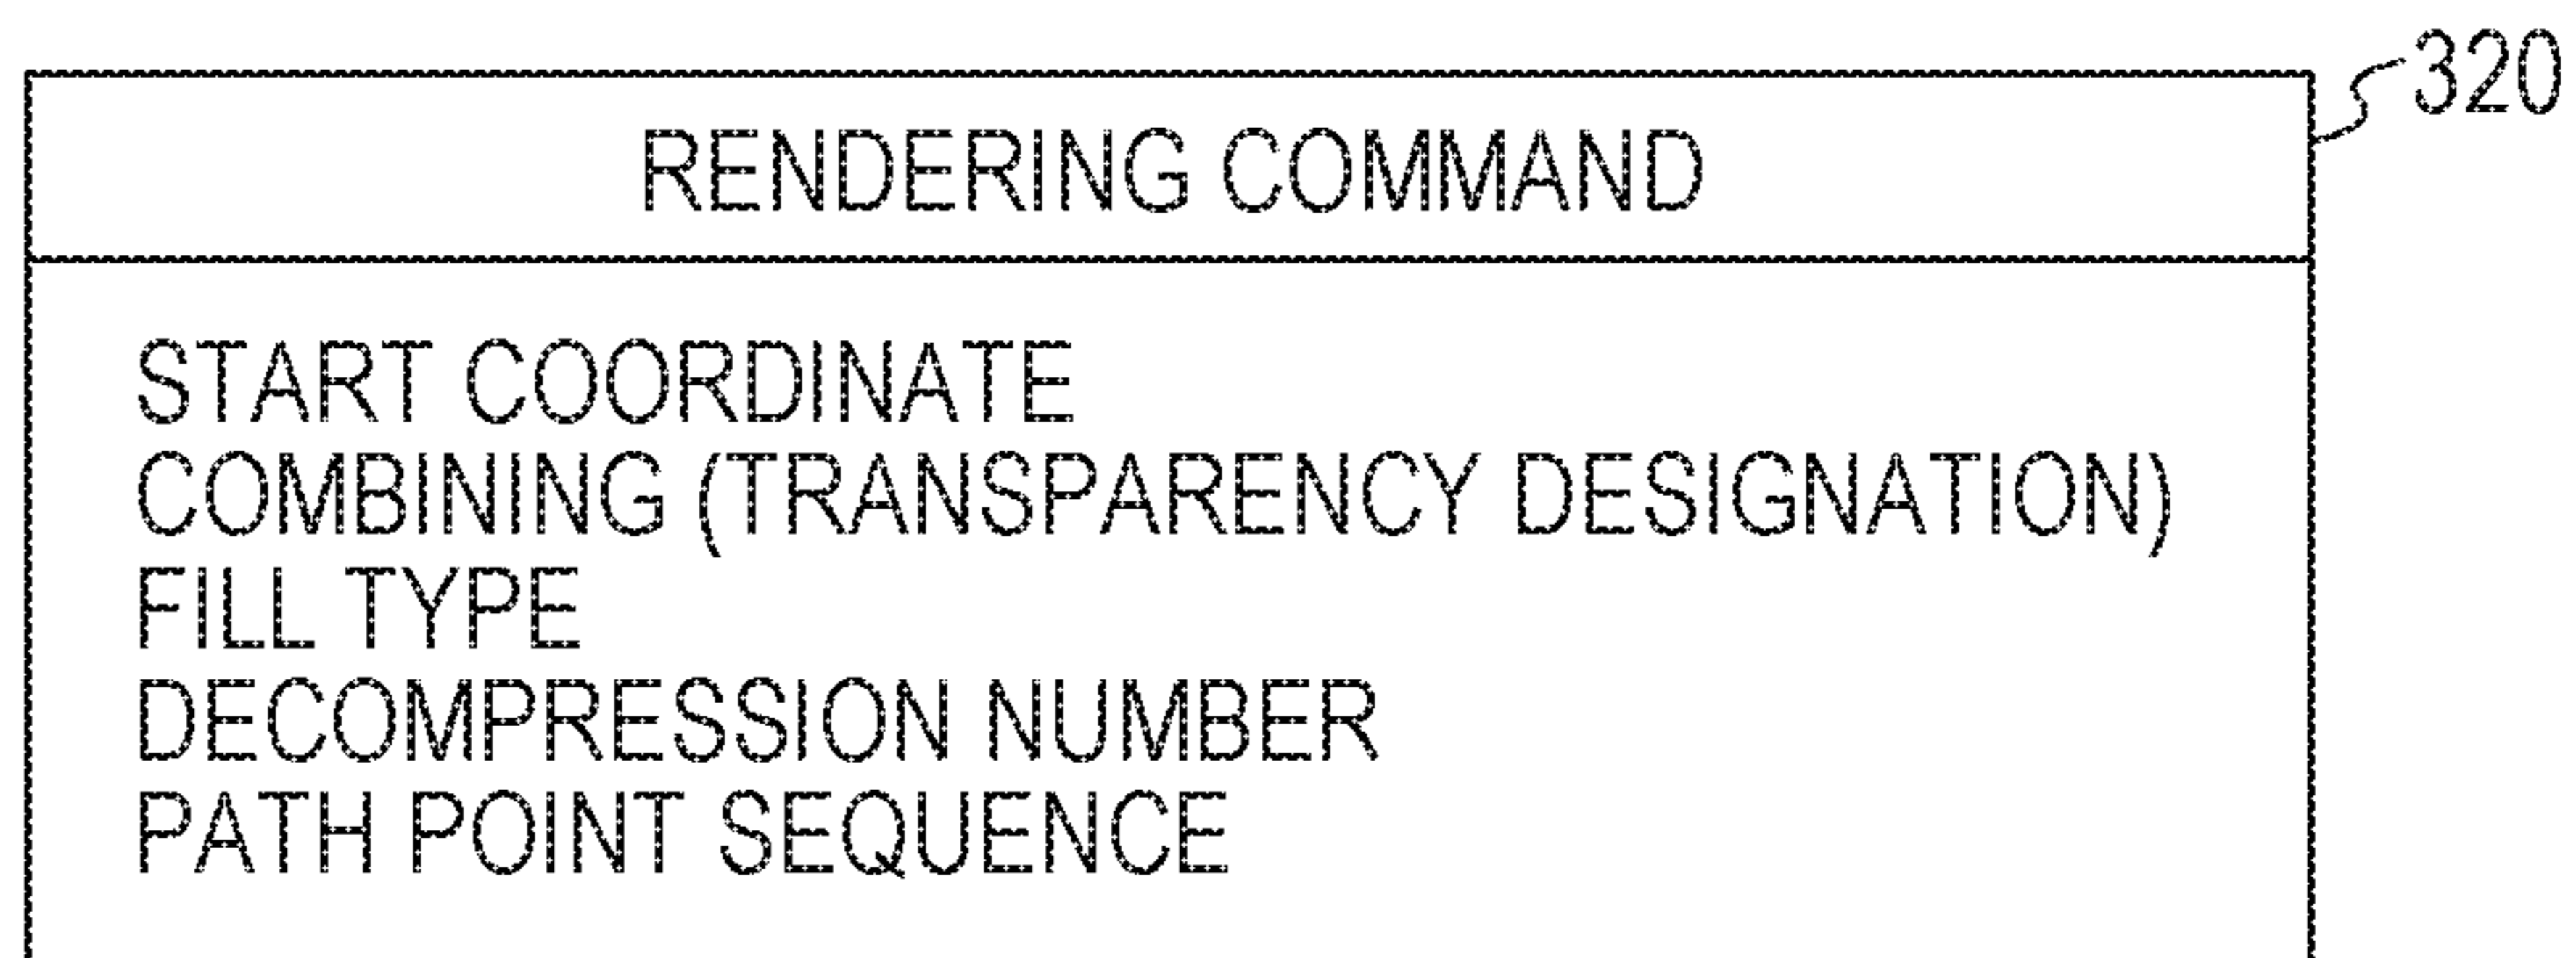 320
RENDERING COMMAND
START COORDINATE
COMBINING (TRANSPARENCY DESIGNATION)
FILL TYPE
DECOMPRESSION NUMBER
PATH POINT SEQUENCE